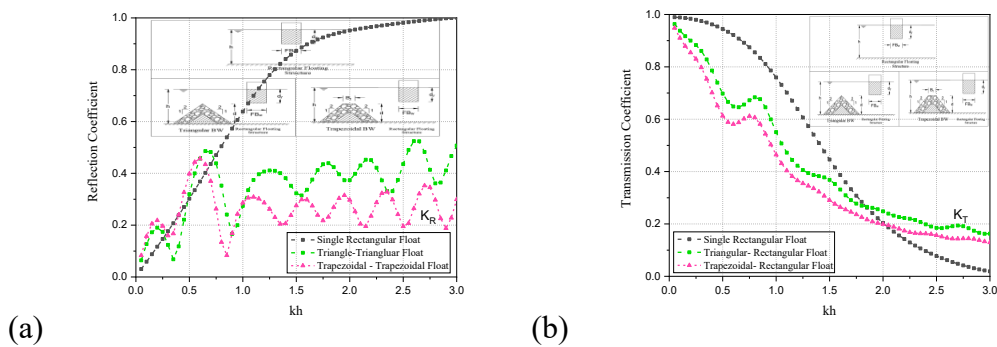 Reflection Coefficient
1.0
0.8
0.6
0.4
0.2
0.0
Rectangular Floating
Structure
Triangular BW
Rectangular Floating
Structure
Trapezoidal BW
Rectangular Floating
Structure
K_R
Single Rectangular Float
Triangle-Triangluar Float
Trapezoidal - Trapezoidal Float
0.0 0.5 1.0 1.5 2.0 2.5 3.0
kh
(a)
Transmission Coefficient
1.0
0.8
0.6
0.4
0.2
0.0
Rectangular Floating
Structure
Triangular BW
Rectangular Floating
Structure
Trapezoidal BW
Rectangular Floating
Structure
K_T
Single Rectangular Float
Triangular- Rectangular Float
Trapezoidal- Rectangular Float
0.0 0.5 1.0 1.5 2.0 2.5 3.0
kh
(b)